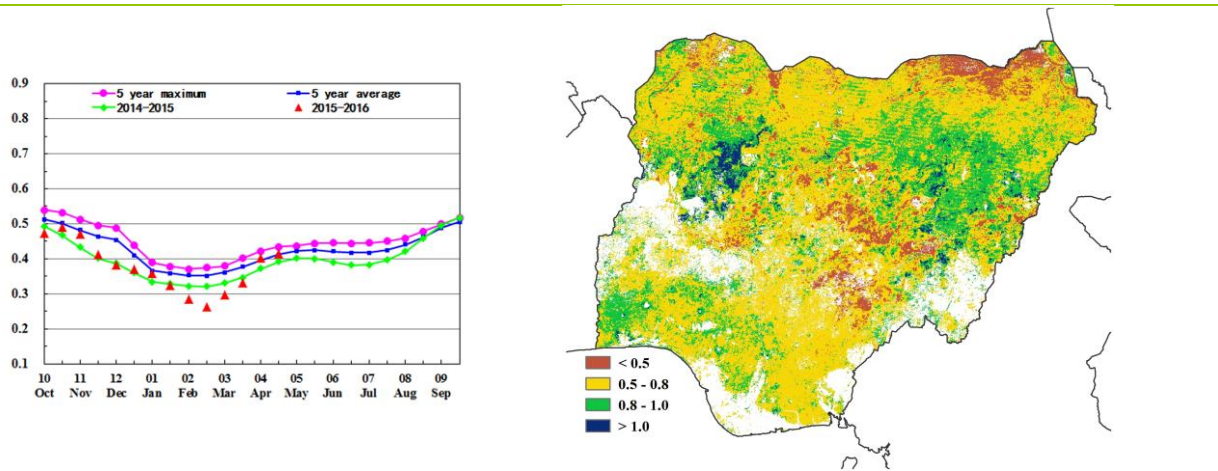 0.9
5 year maximum 5 year average
2014-2015 2015-2016
0.8
0.7
0.6
0.5
0.4
0.3
0.2
0.1
10 11 12 01 02 03 04 05 06 07 08 09
Oct Nov Dec Jan Feb Mar Apr May Jun Jul Aug Sep
< 0.5
0.5 - 0.8
0.8 - 1.0
> 1.0